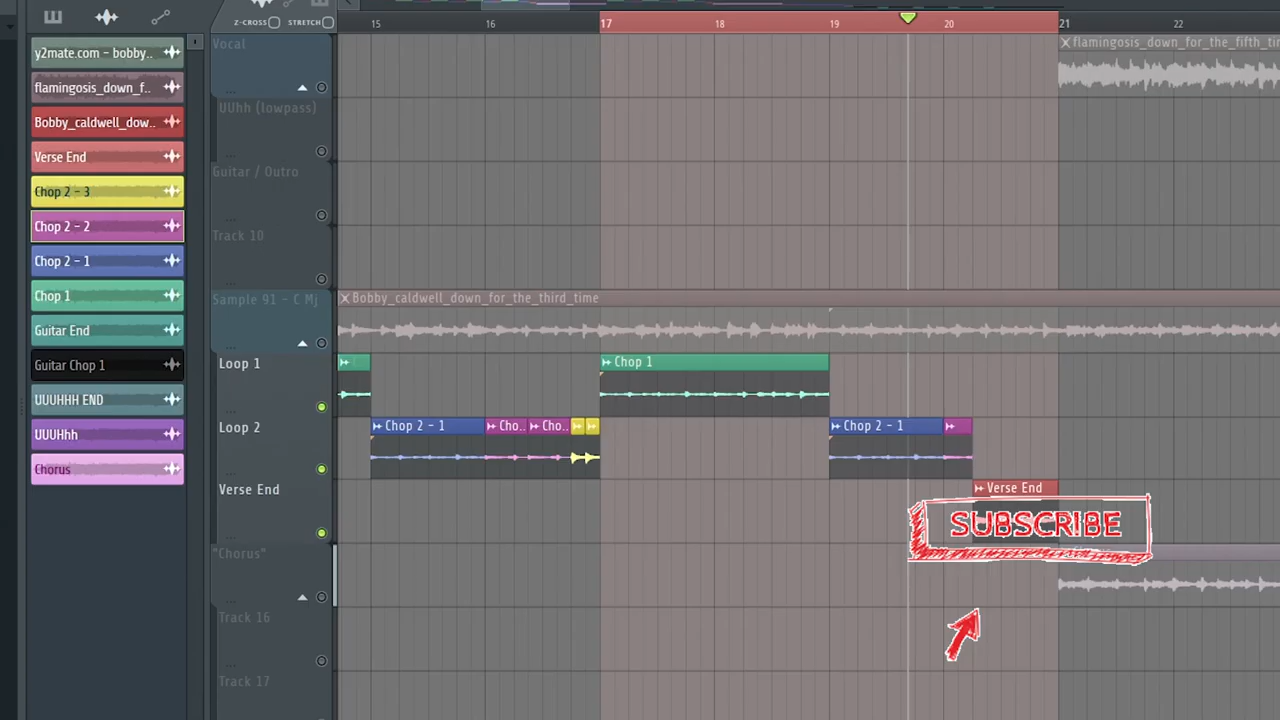 Z-CROSS
STRETCH
15 16 17 18 19 20 21 22
y2mate.com - bobby..
flamingosis_down_f..
Bobby_caldwell_dow..
Verse End
Chop 2 - 3
Chop 2 - 2
Chop 2 - 1
Chop 1
Guitar End
Guitar Chop 1
UUUHHH END
UUUHhh
Chorus
Vocal
flamingosis_down_for_the_fifth_ti
UUhh (lowpass)
Guitar / Outro
Track 10
Sample 91 - C Mj
Bobby_caldwell_down_for_the_third_time
Loop 1
Chop 1
Loop 2
Chop 2 - 1
Cho..
Cho..
Chop 2 - 1
Verse End
Verse End
SUBSCRIBE
"Chorus"
Track 16
Track 17